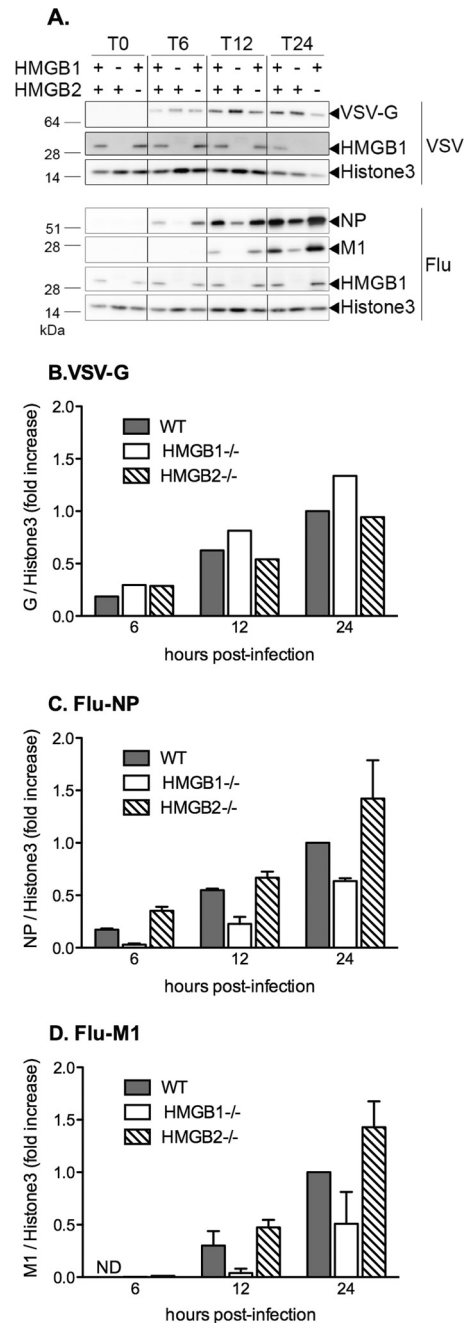 A.
T0 T6 T12 T24
HMGB1 + - + + - + + - + + - +
HMGB2 + + - + + - + + - + + -
64 VSV-G
28 HMGB1
14 Histone3
VSV
51 NP
28 M1
28 HMGB1
14 Histone3
Flu
kDa
B.VSV-G
G / Histone3 (fold increase)
2.0
1.5
1.0
0.5
0.0
WT
HMGB1-/-
HMGB2-/-
6 12 24
hours post-infection
C. Flu-NP
NP / Histone3 (fold increase)
2.0
1.5
1.0
0.5
0.0
WT
HMGB1-/-
HMGB2-/-
6 12 24
hours post-infection
D. Flu-M1
M1 / Histone3 (fold increase)
2.0
1.5
1.0
0.5
0.0
WT
HMGB1-/-
HMGB2-/-
ND
6 12 24
hours post-infection